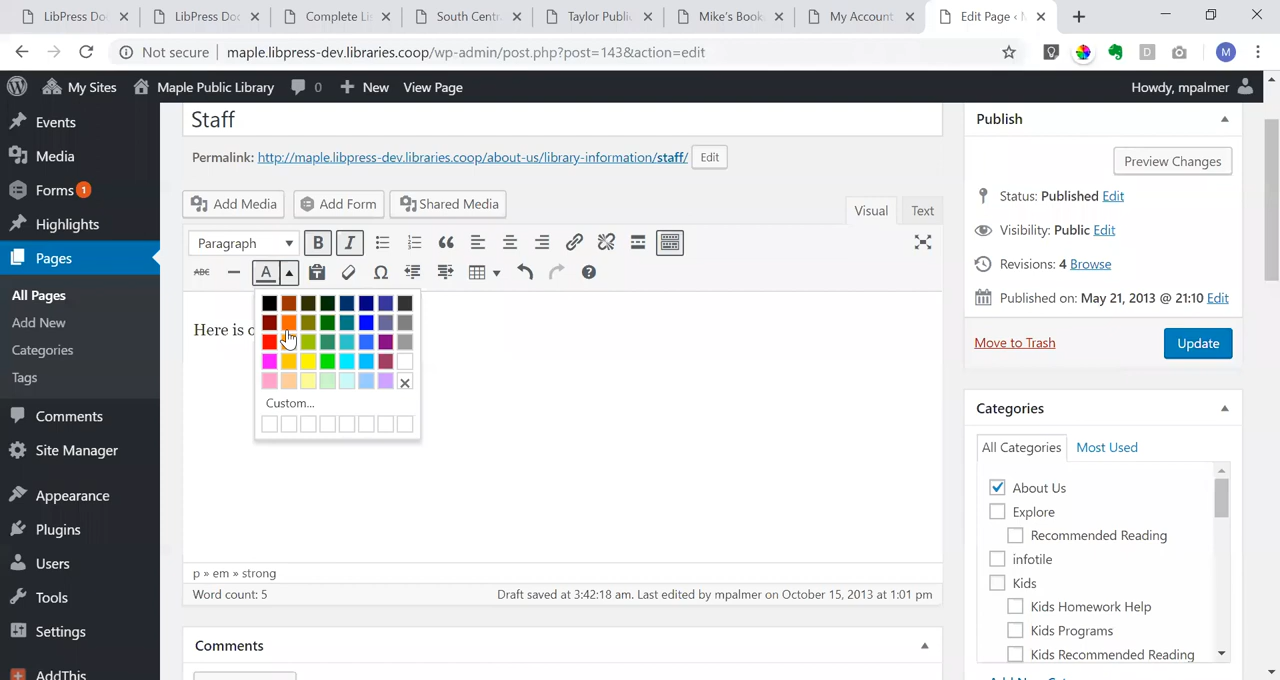 LibPress Do
LibPress Doc
Complete Li
South Centr
Taylor Public
Mike's Book
My Account
Edit Page ‹ M
Not secure maple.libpress-dev.libraries.coop/wp-admin/post.php?post=143&action=edit
D
M
My Sites Maple Public Library 0 New View Page Howdy, mpalmer
Events
Media
Forms 1
Highlights
Pages
All Pages
Add New
Categories
Tags
Comments
Site Manager
Appearance
Plugins
Users
Tools
Settings
AddThis
Staff
Permalink: http://maple.libpress-dev.libraries.coop/about-us/library-information/staff/ Edit
Add Media Add Form Shared Media
Visual Text
Paragraph B I
ABC A
Here is
Custom...
p » em » strong
Word count: 5 Draft saved at 3:42:18 am. Last edited by mpalmer on October 15, 2013 at 1:01 pm
Comments
Publish
Preview Changes
Status: Published Edit
Visibility: Public Edit
Revisions: 4 Browse
Published on: May 21, 2013 @ 21:10 Edit
Move to Trash Update
Categories
All Categories Most Used
About Us
Explore
Recommended Reading
infotile
Kids
Kids Homework Help
Kids Programs
Kids Recommended Reading